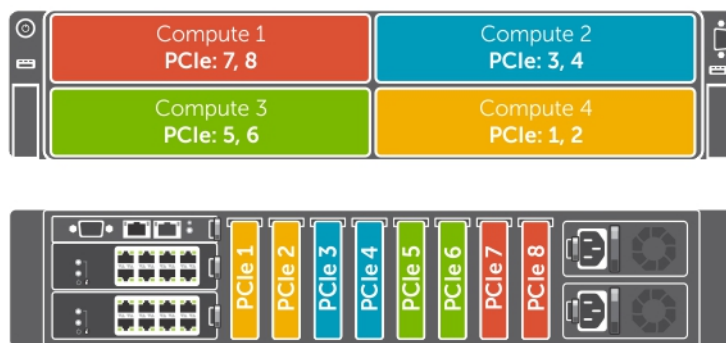 Compute 1
PCIe: 7, 8
Compute 2
PCIe: 3, 4
Compute 3
PCIe: 5, 6
Compute 4
PCIe: 1, 2
PCIe 1
PCIe 2
PCIe 3
PCIe 4
PCIe 5
PCIe 6
PCIe 7
PCIe 8